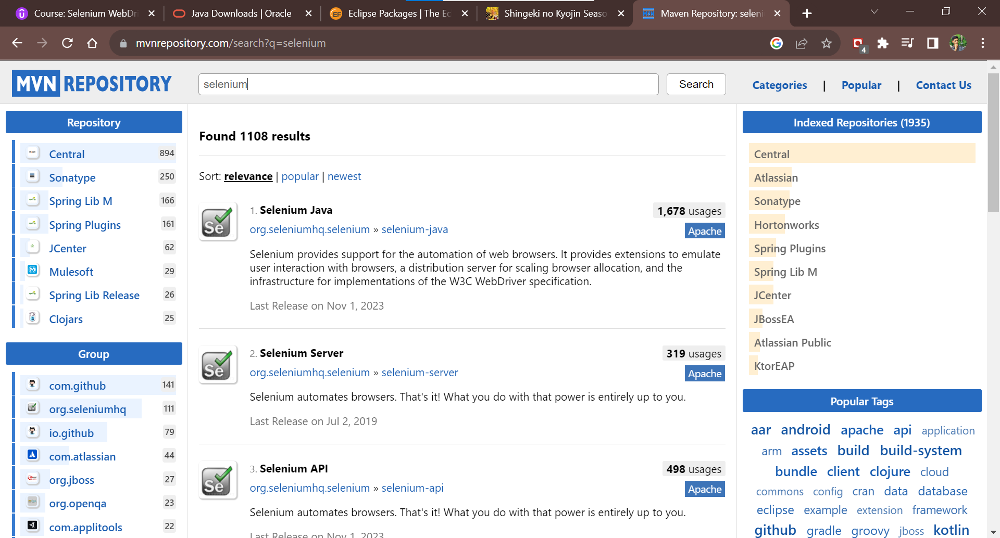 Course: Selenium WebDri
Java Downloads | Oracle
Eclipse Packages | The Ec
Shingeki no Kyojin Seaso
Maven Repository: seleni
mvnrepository.com/search?q=selenium
4
MVN REPOSITORY
selenium
Search
Categories | Popular | Contact Us
Repository
Central 894
Sonatype 250
Spring Lib M 166
Spring Plugins 161
JCenter 62
Mulesoft 29
Spring Lib Release 26
Clojars 25
Group
com.github 141
org.seleniumhq 111
io.github 79
com.atlassian 44
org.jboss 27
org.openqa 23
com.applitools 22
Found 1108 results
Sort: relevance | popular | newest
1. Selenium Java
1,678 usages
org.seleniumhq.selenium » selenium-java
Apache
Selenium provides support for the automation of web browsers. It provides extensions to emulate
user interaction with browsers, a distribution server for scaling browser allocation, and the
infrastructure for implementations of the W3C WebDriver specification.
Last Release on Nov 1, 2023
2. Selenium Server
319 usages
org.seleniumhq.selenium » selenium-server
Apache
Selenium automates browsers. That's it! What you do with that power is entirely up to you.
Last Release on Jul 2, 2019
3. Selenium API
498 usages
org.seleniumhq.selenium » selenium-api
Apache
Selenium automates browsers. That's it! What you do with that power is entirely up to you.
Last Release on Nov 1, 2023
Indexed Repositories (1935)
Central
Atlassian
Sonatype
Hortonworks
Spring Plugins
Spring Lib M
JCenter
JBossEA
Atlassian Public
KtorEAP
Popular Tags
aar android apache api application
arm assets build build-system
bundle client clojure cloud
commons config cran data database
eclipse example extension framework
github gradle groovy jboss kotlin